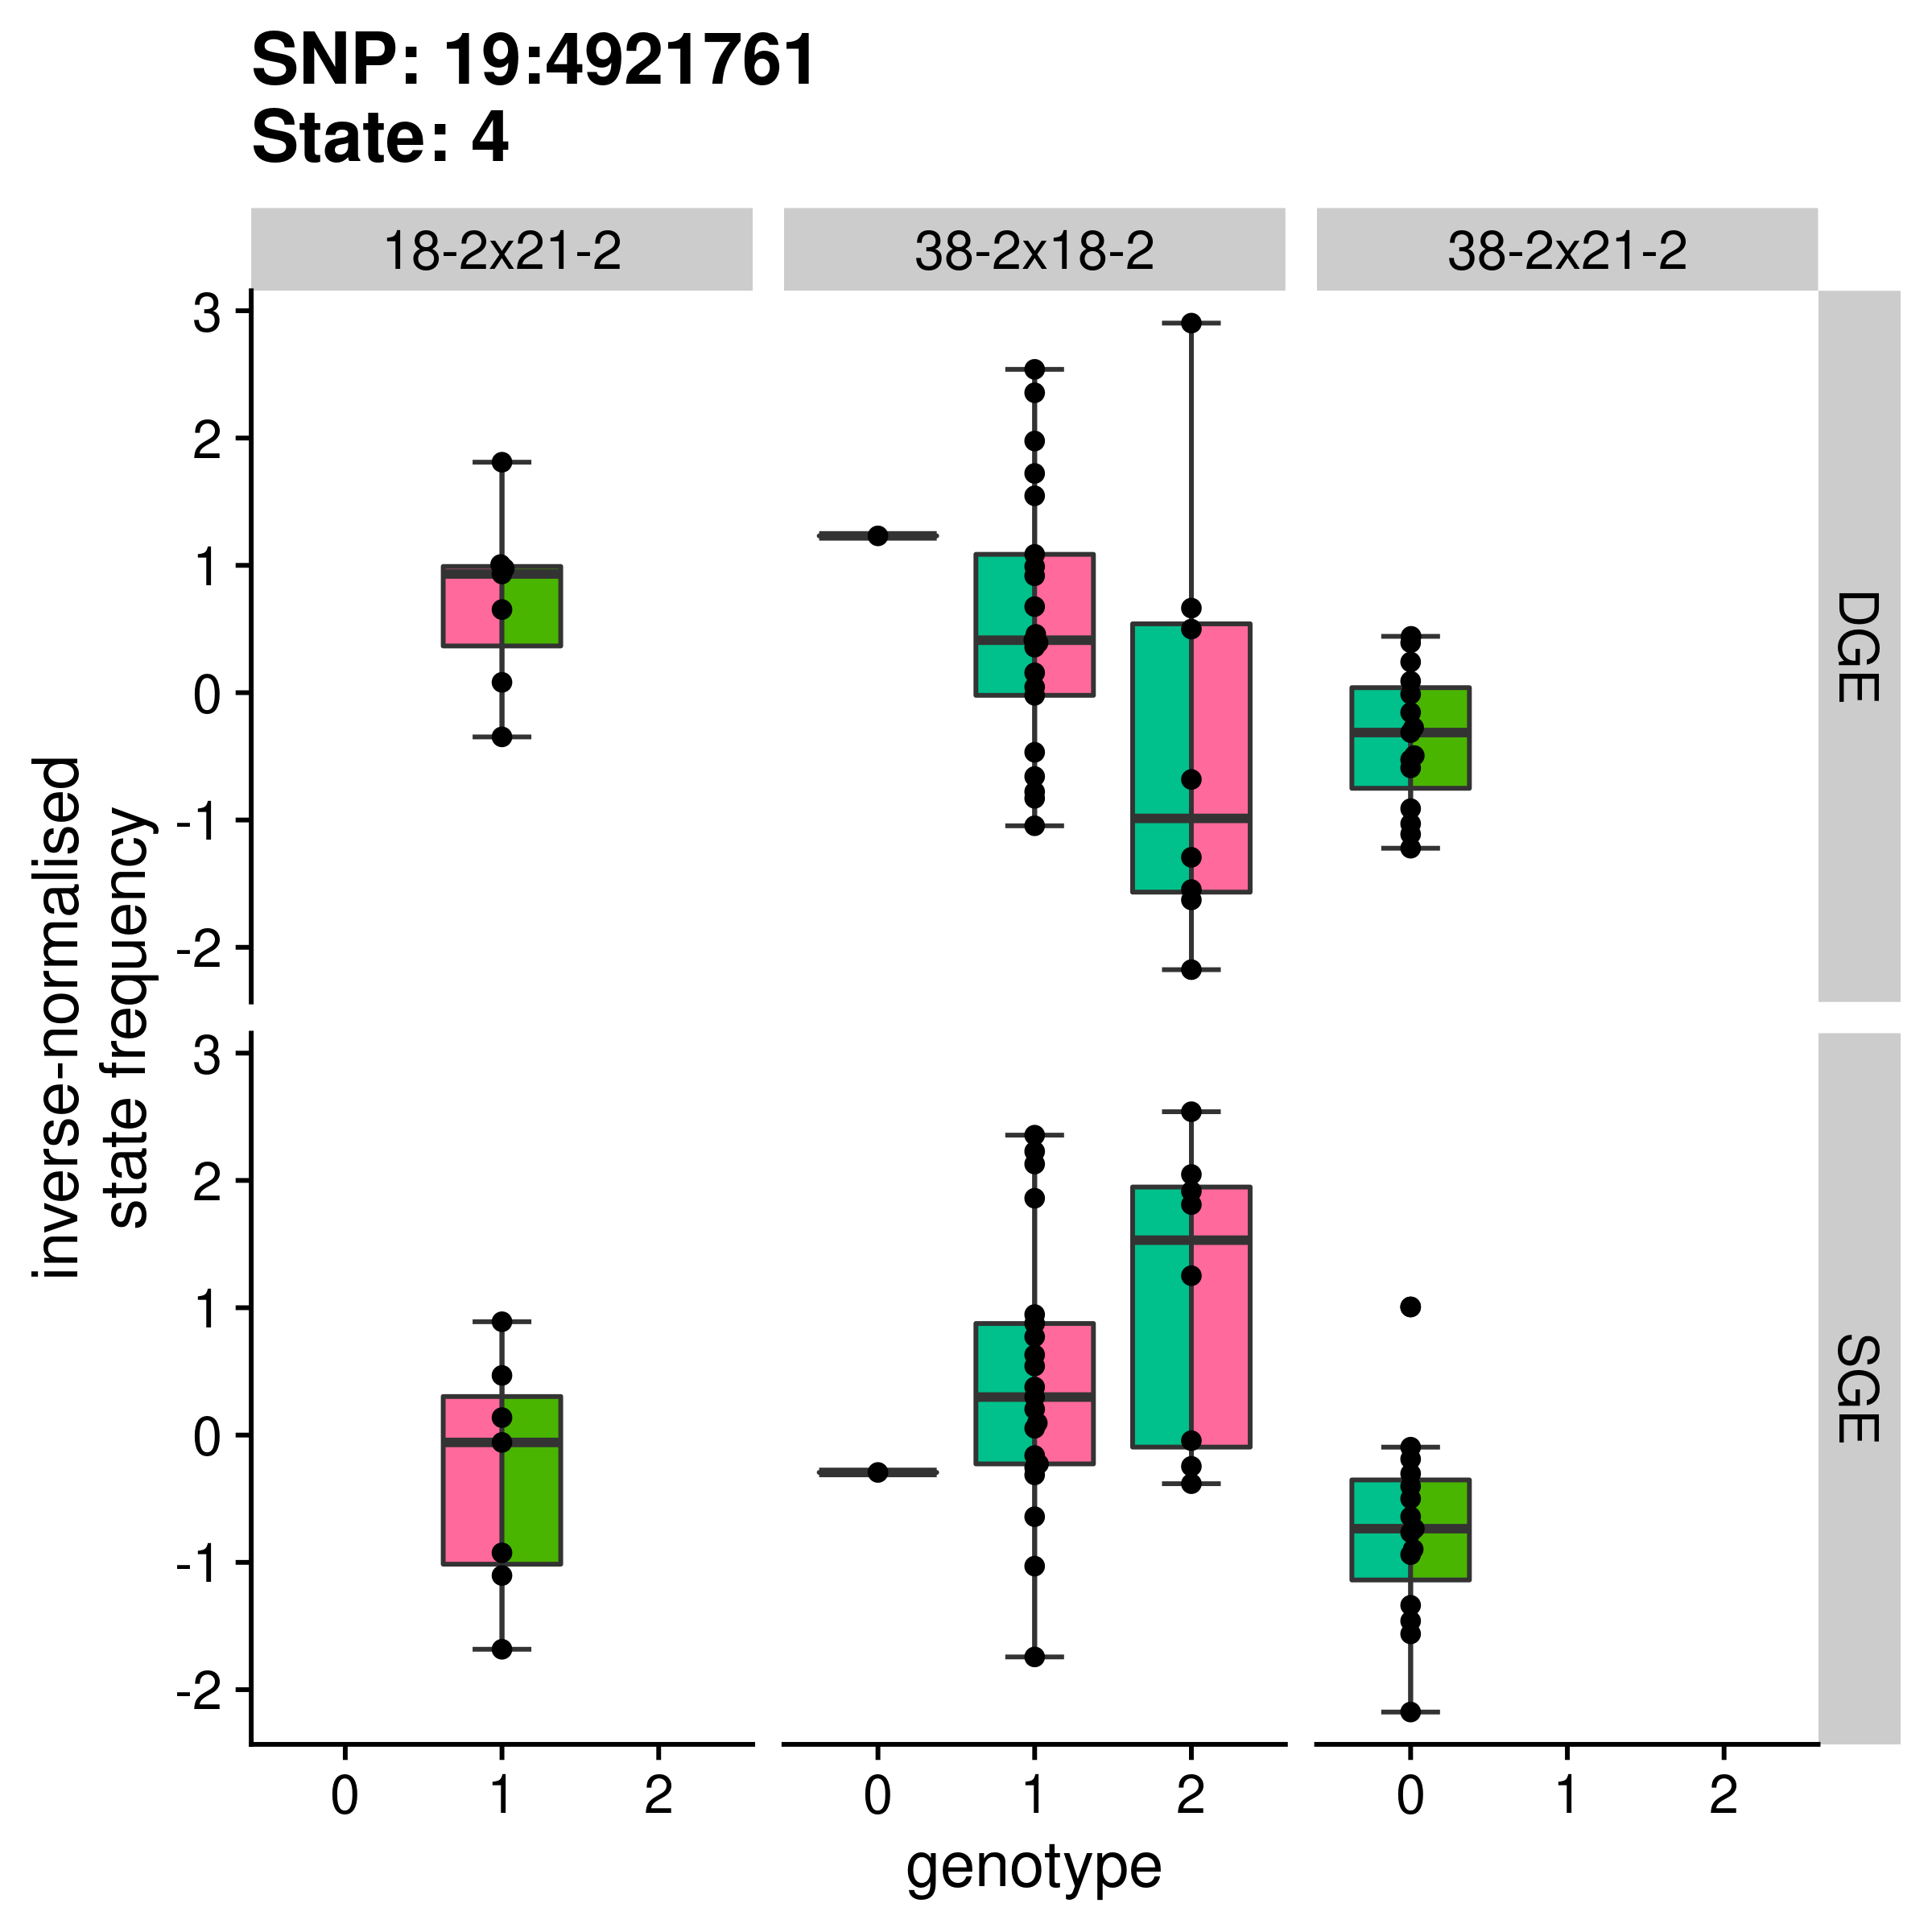 SNP: 19:4921761
State: 4
18-2x21-2
38-2x18-2
38-2x21-2
3
2
1
0
-1
-2
DGE
3
2
1
0
-1
-2
SGE
inverse-normalised
state frequency
0
1
2
0
1
2
0
1
2
genotype